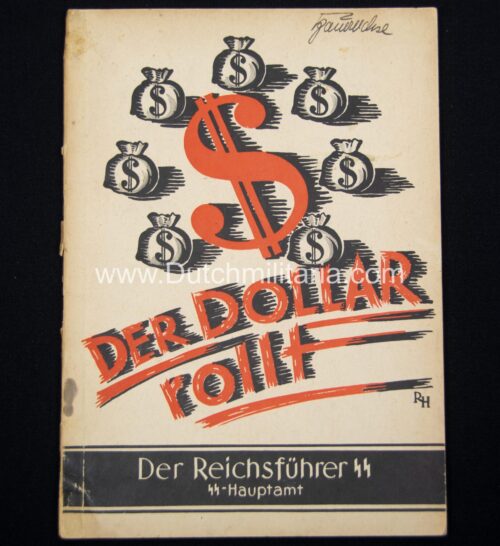 $
$ $
$
$ $
$ $
www.Dutchmilitaria.com
DER DOLLAR
rollt
RH
Der Reichsführer ᛋᛋ
ᛋᛋ-Hauptamt